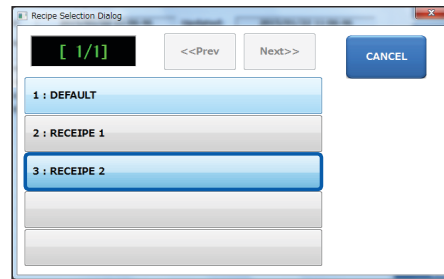 Recipe Selection Dialog
[ 1/1]
<<Prev
Next>>
CANCEL
1 : DEFAULT
2 : RECEIPE 1
3 : RECEIPE 2